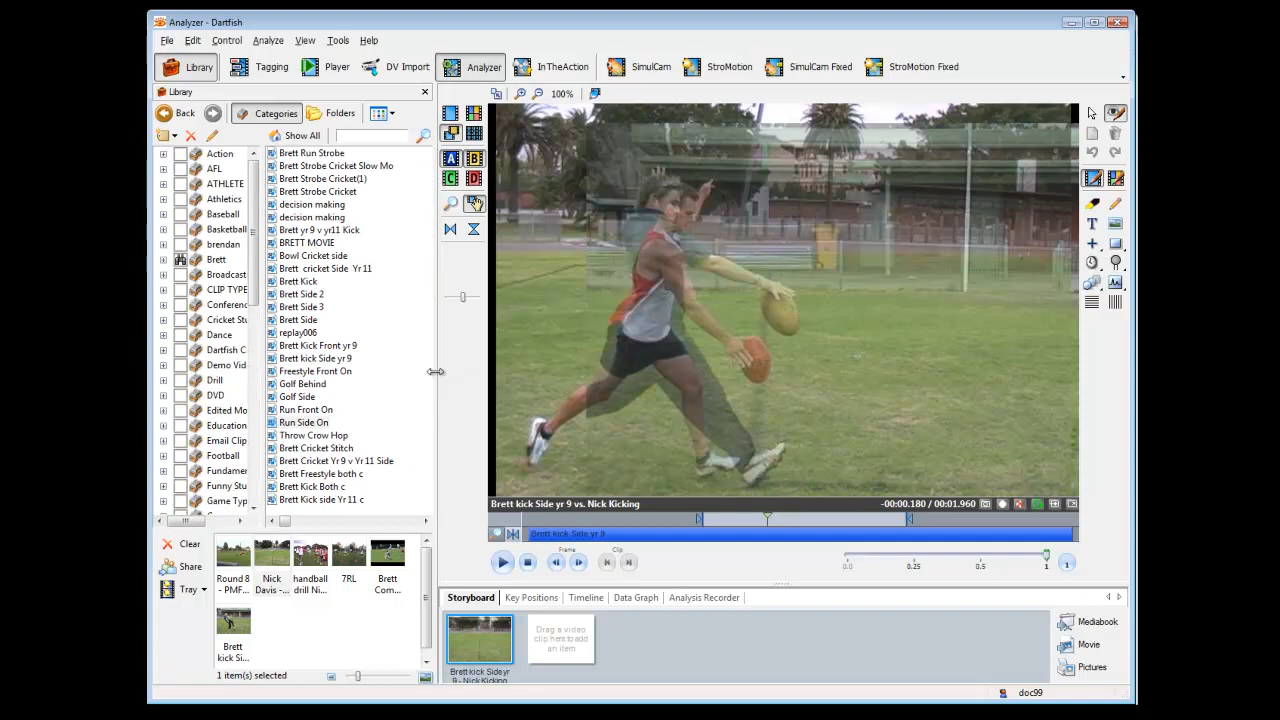 Analyzer - Dartfish
File Edit Control Analyze View Tools Help
Library Tagging Player DV Import Analyzer InTheAction SimulCam StroMotion SimulCam Fixed StroMotion Fixed
Library
100%
Back Categories Folders
Show All
Action
AFL
ATHLETE
Athletics
Baseball
Basketball
brendan
Brett
Broadcast
CLIP TYPE
Conferenc
Cricket Stu
Dance
Dartfish C
Demo Vid
Drill
DVD
Edited Mo
Education
Email Clip
Football
Fundamer
Funny Stu
Game Typ
Brett Run Strobe
Brett Strobe Cricket Slow Mo
Brett Strobe Cricket(1)
Brett Strobe Cricket
decision making
decision making
Brett yr 9 v yr11 Kick
BRETT MOVIE
Bowl Cricket side
Brett cricket Side Yr 11
Brett Kick
Brett Side 2
Brett Side 3
Brett Side
replay006
Brett Kick Front yr 9
Brett kick Side yr 9
Freestyle Front On
Golf Behind
Golf Side
Run Front On
Run Side On
Throw Crow Hop
Brett Cricket Stitch
Brett Cricket Yr 9 v Yr 11 Side
Brett Freestyle both c
Brett Kick Both c
Brett Kick side Yr 11 c
A B
C D
T
Brett kick Side yr 9 vs. Nick Kicking -00:00.180 / 00:01.960
Brett kick Side yr 9
Frame Clip
0.0 0.25 0.5 1 1
Clear
Share
Tray
Round 8 - PMF...
Nick Davis -...
handball drill Ni...
7RL
Brett Com...
Brett kick Si...
1 item(s) selected
Storyboard Key Positions Timeline Data Graph Analysis Recorder
Drag a video clip here to add an item
Brett kick Side yr 9 - Nick Kicking
Mediabook
Movie
Pictures
doc99